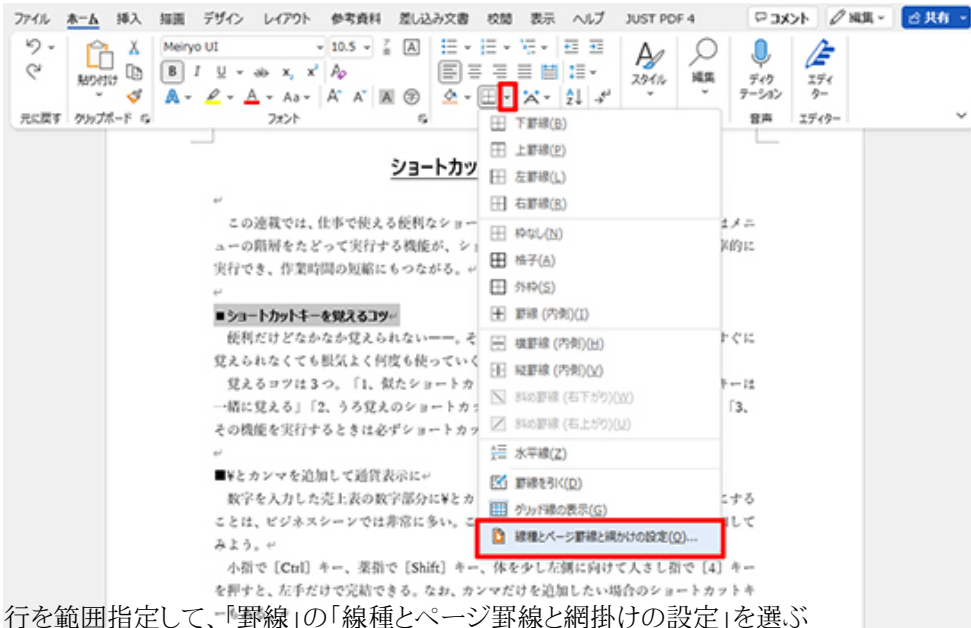 ファイル ホーム 挿入 描画 デザイン レイアウト 参考資料 差し込み文書 校閲 表示 ヘルプ JUST PDF 4 コメント 編集 共有
Meiryo UI 10.5
貼り付け スタイル 編集 ディクテーション エディター
元に戻す クリップボード フォント 音声 エディター
下罫線(B)
上罫線(P)
左罫線(L)
右罫線(R)
枠なし(N)
格子(A)
外枠(S)
罫線 (内側)(I)
横罫線 (内側)(H)
縦罫線 (内側)(V)
斜め罫線 (右下がり)(W)
斜め罫線 (右上がり)(U)
水平線(Z)
罫線を引く(D)
グリッド線の表示(G)
線種とページ罫線と網かけの設定(O)...
ショートカッ
この連載では、仕事で使える便利なショー
はメニ
ューの階層をたどって実行する機能が、ショ
率的に
実行でき、作業時間の短縮にもつながる。
■ショートカットキーを覚えるコツ
便利だけどなかなか覚えられないーー。そ
すぐに
覚えられなくても根気よく何度も使っていく
覚えるコツは3つ。「1、似たショートカ
キーは
一緒に覚える」「2、うろ覚えのショートカッ
「3、
その機能を実行するときは必ずショートカッ
■¥とカンマを追加して通貨表示に
数字を入力した売上表の数字部分に¥とカ
にする
ことは、ビジネスシーンでは非常に多い。こ
して
みよう。
小指で［Ctrl］キー、薬指で［Shift］キー、体を少し左側に向けて人さし指で［4］キー
を押すと、左手だけで完結できる。なお、カンマだけを追加したい場合のショートカットキ
行を範囲指定して、「罫線」の「線種とページ罫線と網掛けの設定」を選ぶ